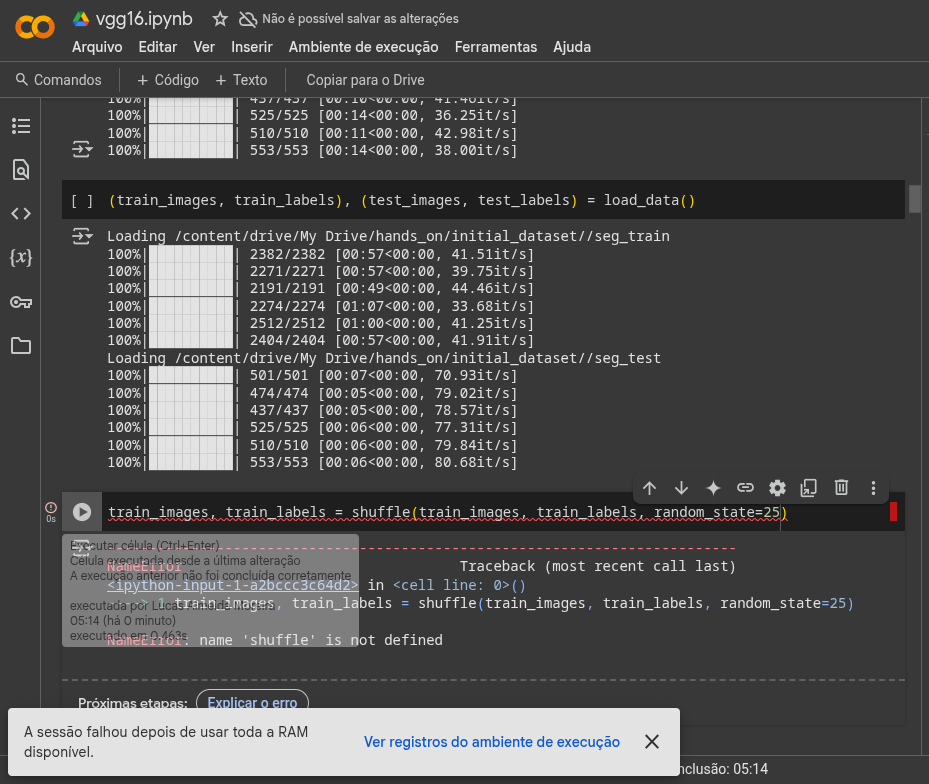 vgg16.ipynb
Não é possível salvar as alterações
Arquivo Editar Ver Inserir Ambiente de execução Ferramentas Ajuda
Comandos + Código + Texto Copiar para o Drive
100%|██████████| 437/437 [00:10<00:00, 41.46it/s]
100%|██████████| 525/525 [00:14<00:00, 36.25it/s]
100%|██████████| 510/510 [00:11<00:00, 42.98it/s]
100%|██████████| 553/553 [00:14<00:00, 38.00it/s]
[ ] (train_images, train_labels), (test_images, test_labels) = load_data()
Loading /content/drive/My Drive/hands_on/initial_dataset//seg_train
100%|██████████| 2382/2382 [00:57<00:00, 41.51it/s]
100%|██████████| 2271/2271 [00:57<00:00, 39.75it/s]
100%|██████████| 2191/2191 [00:49<00:00, 44.46it/s]
100%|██████████| 2274/2274 [01:07<00:00, 33.68it/s]
100%|██████████| 2512/2512 [01:00<00:00, 41.25it/s]
100%|██████████| 2404/2404 [00:57<00:00, 41.91it/s]
Loading /content/drive/My Drive/hands_on/initial_dataset//seg_test
100%|██████████| 501/501 [00:07<00:00, 70.93it/s]
100%|██████████| 474/474 [00:05<00:00, 79.02it/s]
100%|██████████| 437/437 [00:05<00:00, 78.57it/s]
100%|██████████| 525/525 [00:06<00:00, 77.31it/s]
100%|██████████| 510/510 [00:06<00:00, 79.84it/s]
100%|██████████| 553/553 [00:06<00:00, 80.68it/s]
0s
train_images, train_labels = shuffle(train_images, train_labels, random_state=25)
Executar célula (Ctrl+Enter)
Célula executada desde a última alteração
A execução anterior não foi concluída corretamente
executada por Lucas
05:14 (há 0 minuto)
executado em 0.463s
NameError Traceback (most recent call last)
<ipython-input-1-a2bccc3c64d2> in <cell line: 0>()
1 train_images, train_labels = shuffle(train_images, train_labels, random_state=25)
NameError: name 'shuffle' is not defined
Próximas etapas: Explicar o erro
A sessão falhou depois de usar toda a RAM
disponível.
Ver registros do ambiente de execução
nclusão: 05:14